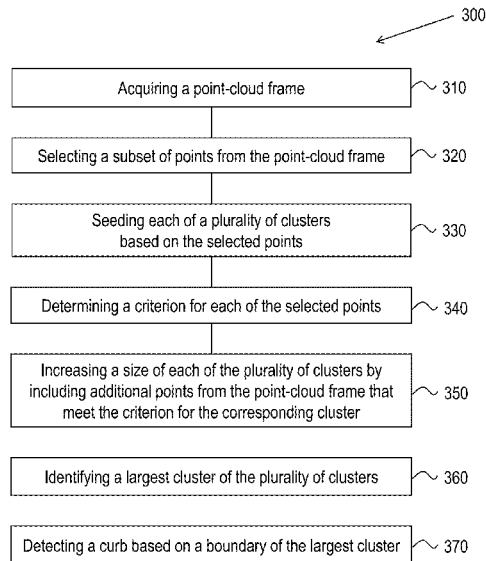 300
Acquiring a point-cloud frame
310
Selecting a subset of points from the point-cloud frame
320
Seeding each of a plurality of clusters
based on the selected points
330
Determining a criterion for each of the selected points
340
Increasing a size of each of the plurality of clusters by
including additional points from the point-cloud frame that
meet the criterion for the corresponding cluster
350
Identifying a largest cluster of the plurality of clusters
360
Detecting a curb based on a boundary of the largest cluster
370